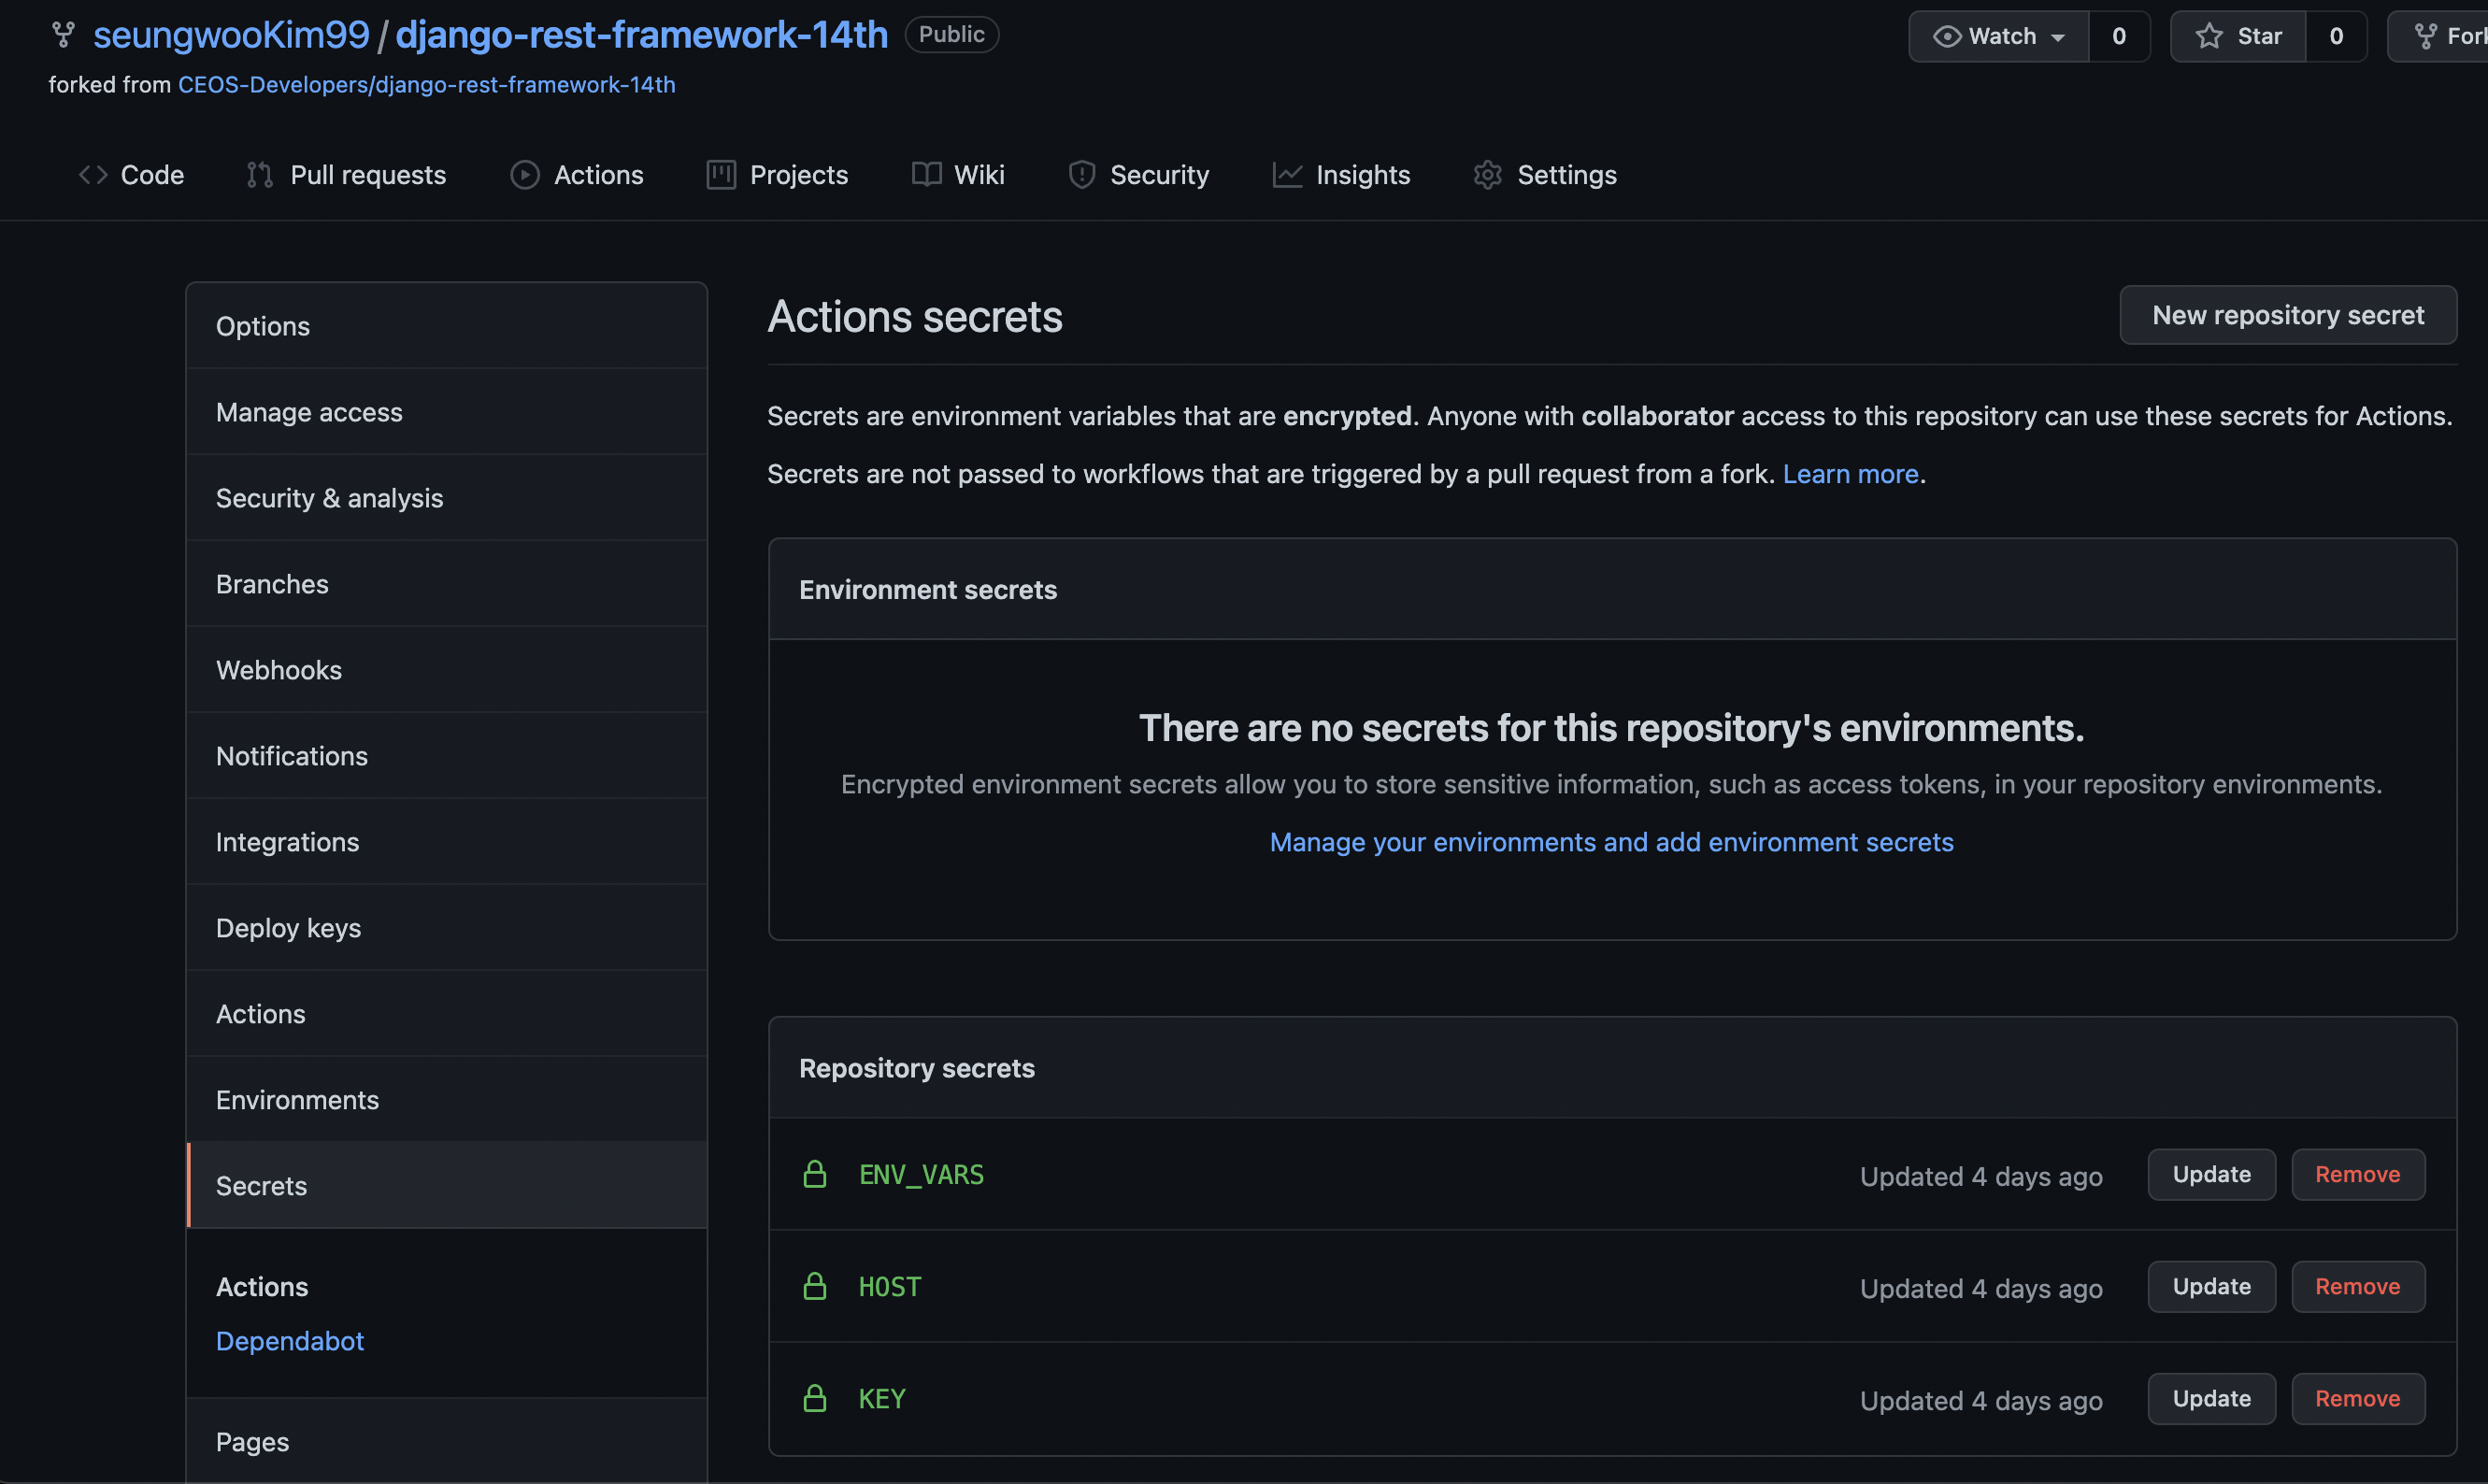 seungwooKim99 / django-rest-framework-14th Public
Watch 0 Star 0
forked from CEOS-Developers/django-rest-framework-14th
Code Pull requests Actions Projects Wiki Security Insights Settings
Options
Manage access
Security & analysis
Branches
Webhooks
Notifications
Integrations
Deploy keys
Actions
Environments
Secrets
Actions
Dependabot
Pages
Actions secrets
New repository secret
Secrets are environment variables that are encrypted. Anyone with collaborator access to this repository can use these secrets for Actions.
Secrets are not passed to workflows that are triggered by a pull request from a fork. Learn more.
Environment secrets
There are no secrets for this repository's environments.
Encrypted environment secrets allow you to store sensitive information, such as access tokens, in your repository environments.
Manage your environments and add environment secrets
Repository secrets
ENV_VARS Updated 4 days ago Update Remove
HOST Updated 4 days ago Update Remove
KEY Updated 4 days ago Update Remove